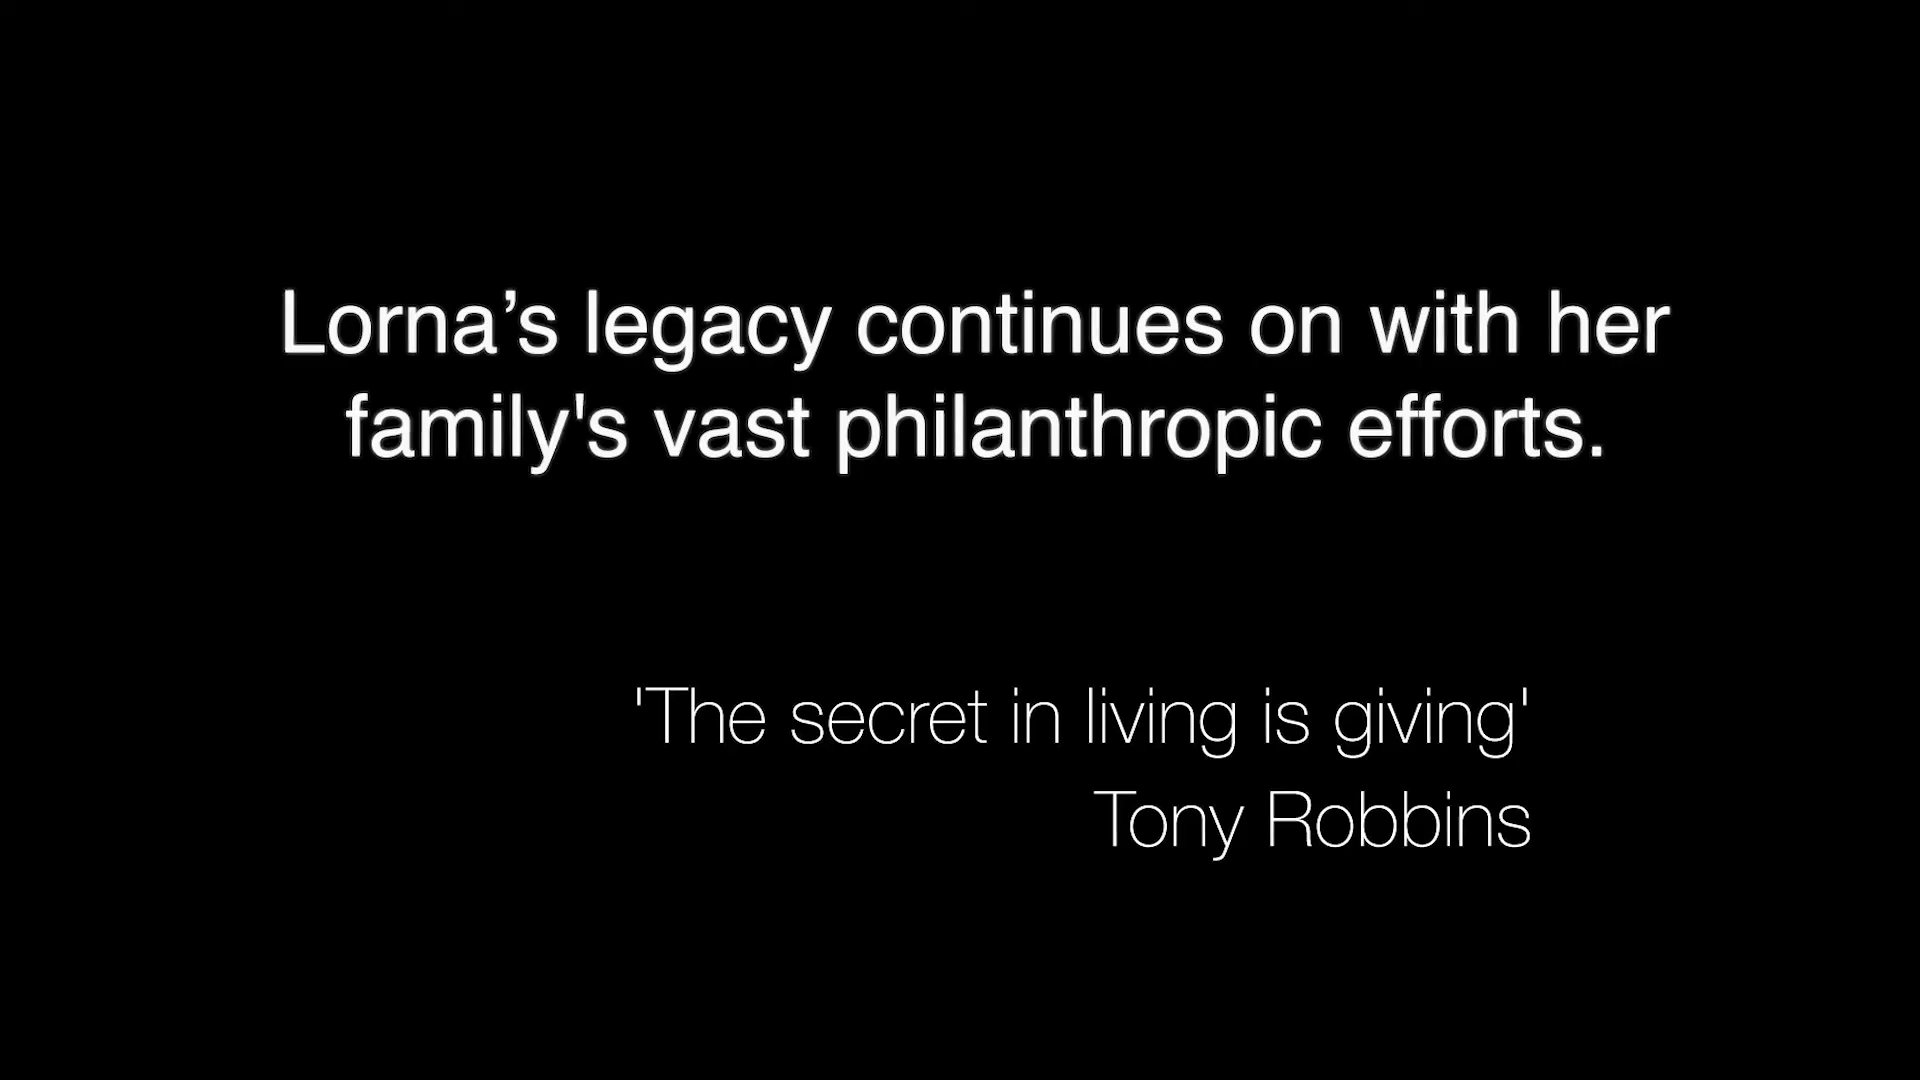 Lorna’s legacy continues on with her
family's vast philanthropic efforts.
'The secret in living is giving'
Tony Robbins